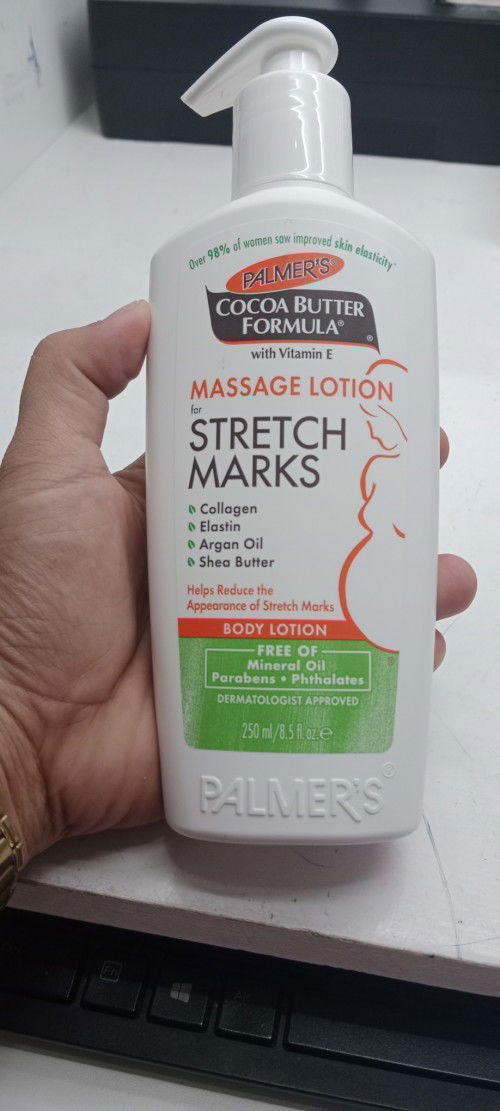 Over 98% of women saw improved skin elasticity*
PALMER'S®
COCOA BUTTER
FORMULA®
with Vitamin E
MASSAGE LOTION
for
STRETCH
MARKS
Collagen
Elastin
Argan Oil
Shea Butter
Helps Reduce the
Appearance of Stretch Marks
BODY LOTION
FREE OF
Mineral Oil
Parabens • Phthalates
DERMATOLOGIST APPROVED
250 ml/8.5 fl. oz. ℮
PALMER'S®
Fn